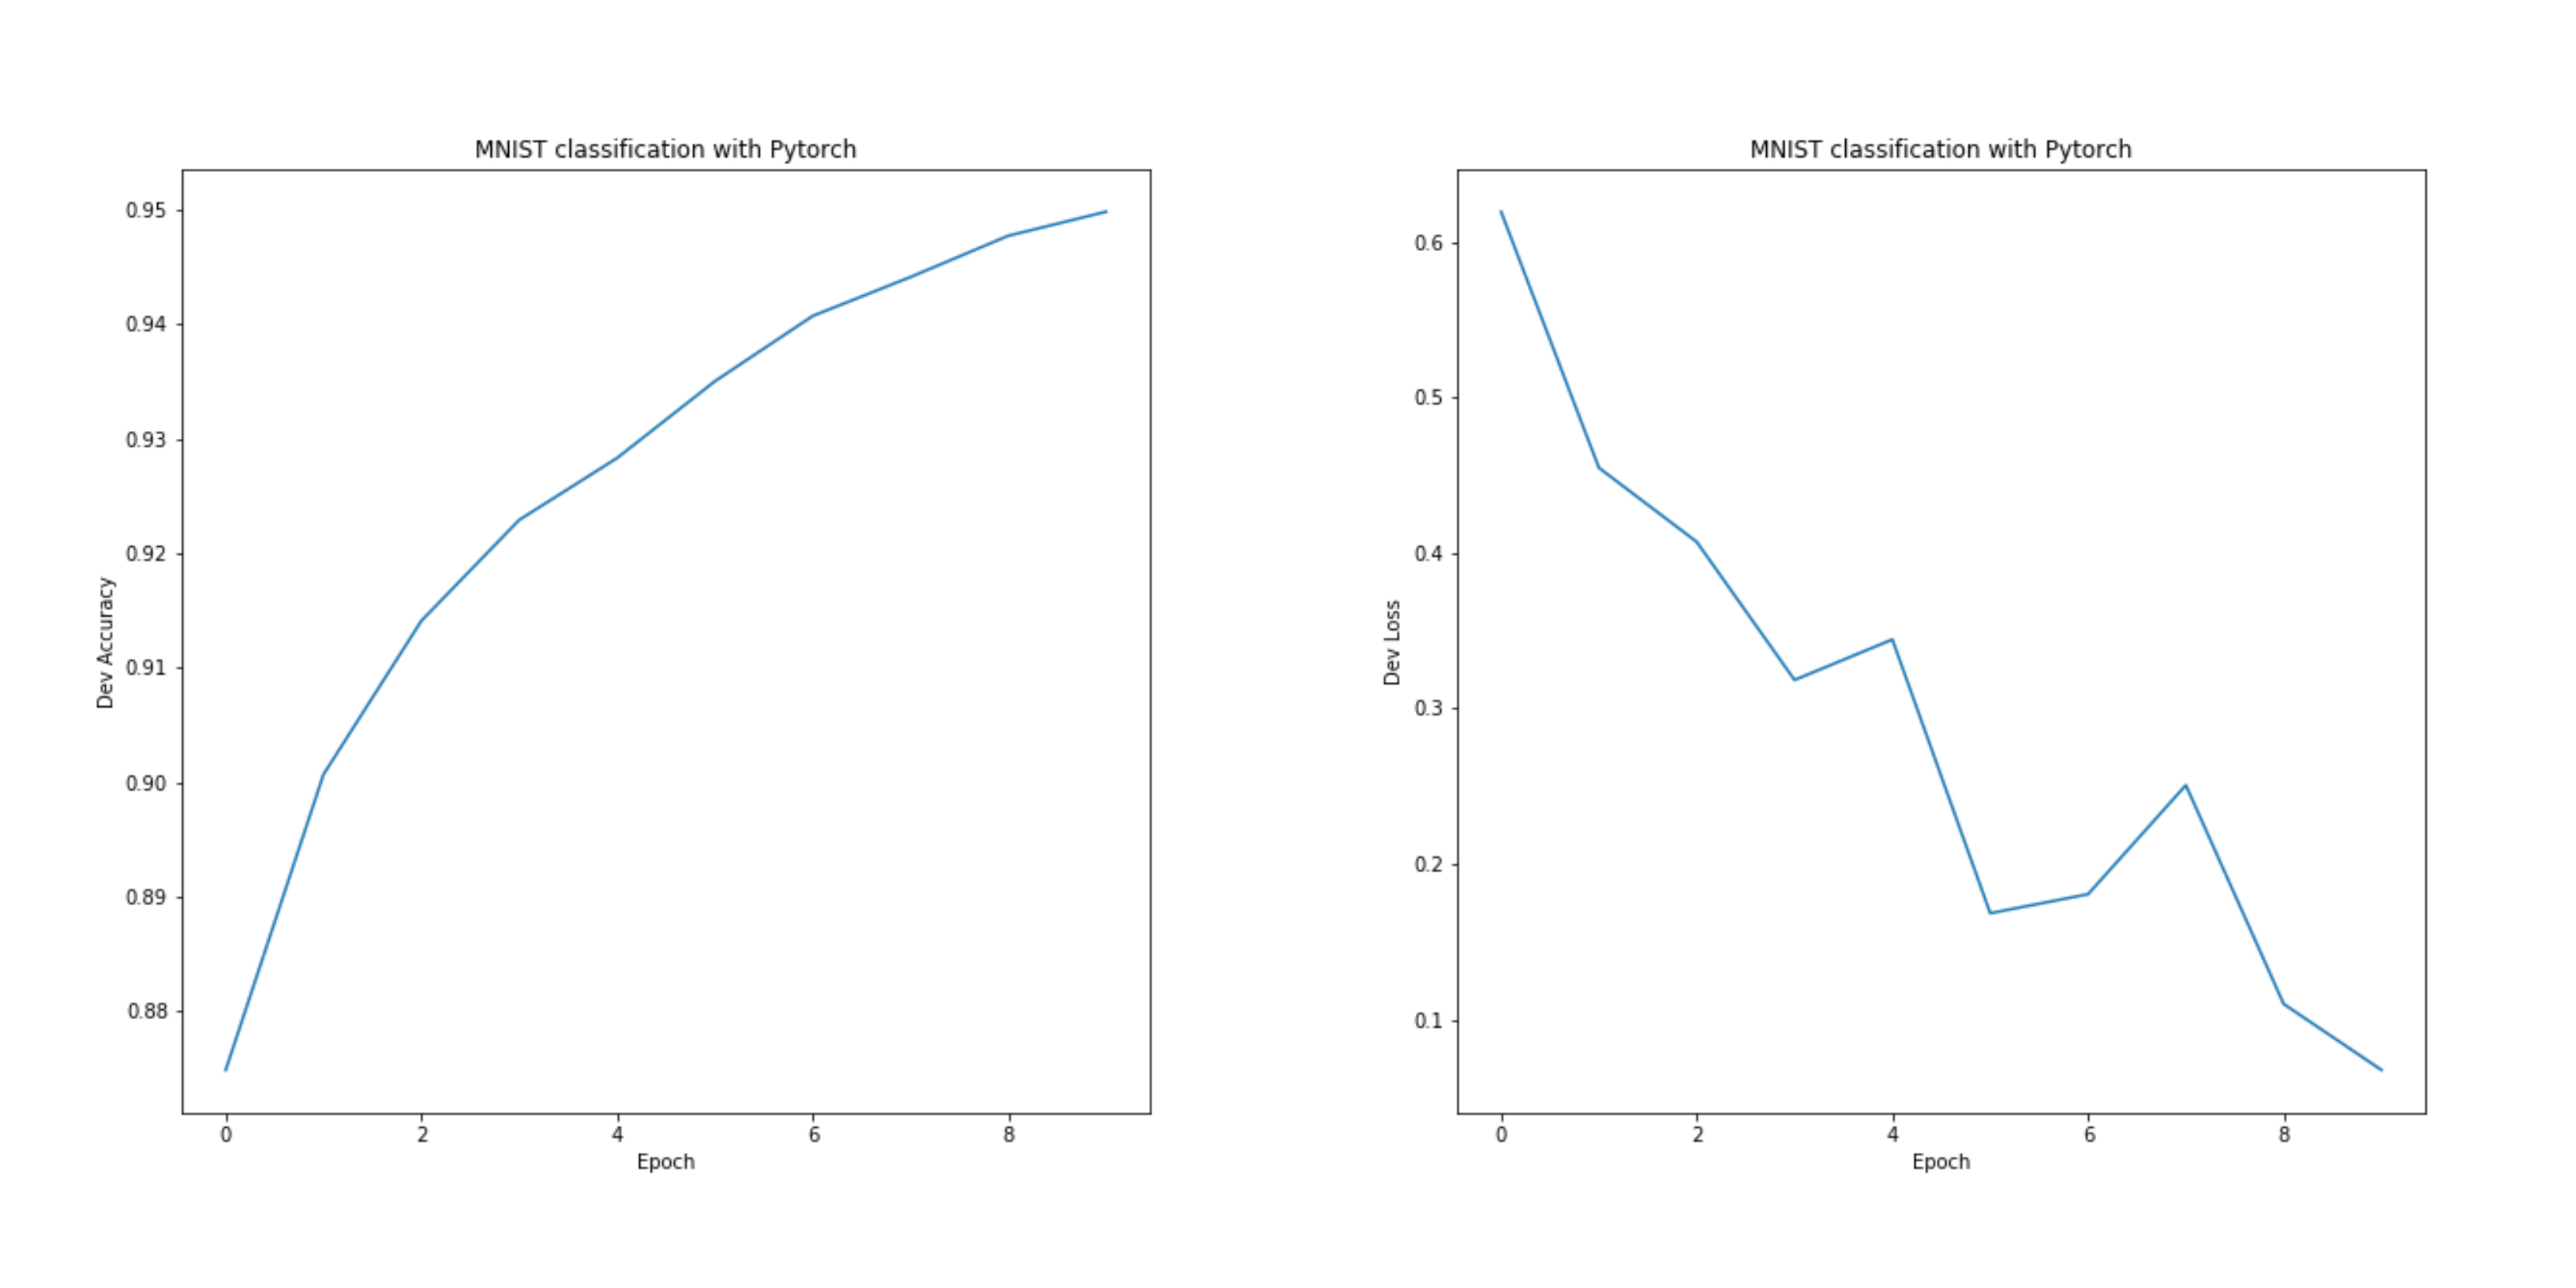 MNIST classification with Pytorch
0.95
0.94
0.93
0.92
0.91
0.90
0.89
0.88
Dev Accuracy
0 2 4 6 8
Epoch
MNIST classification with Pytorch
0.6
0.5
0.4
0.3
0.2
0.1
Dev Loss
0 2 4 6 8
Epoch